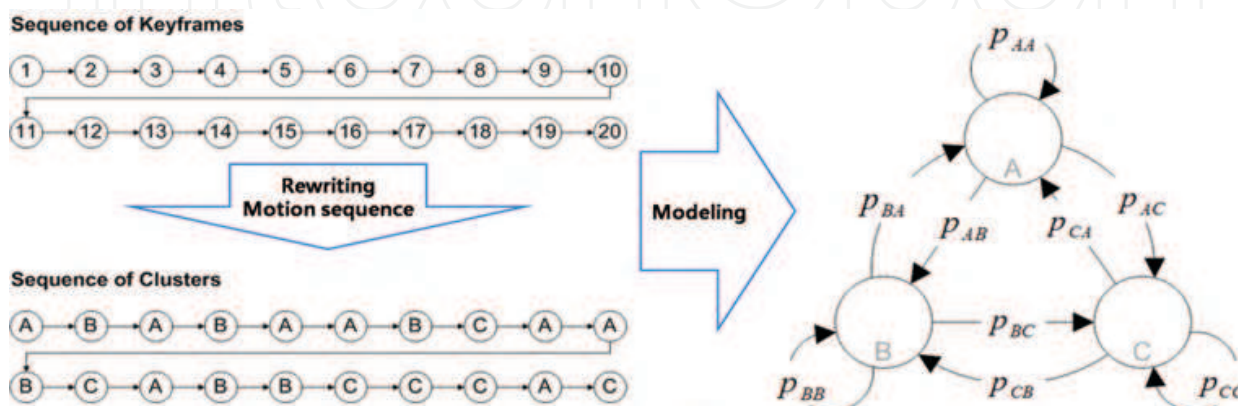 Sequence of Keyframes
1 2 3 4 5 6 7 8 9 10
11 12 13 14 15 16 17 18 19 20
Rewriting
Motion sequence
Sequence of Clusters
A B A B A A B C A A
B C A B B C C C A C
Modeling
p_AA
A
p_BA
p_AB
p_CA
p_AC
B
p_BC
C
p_BB
p_CB
p_CC